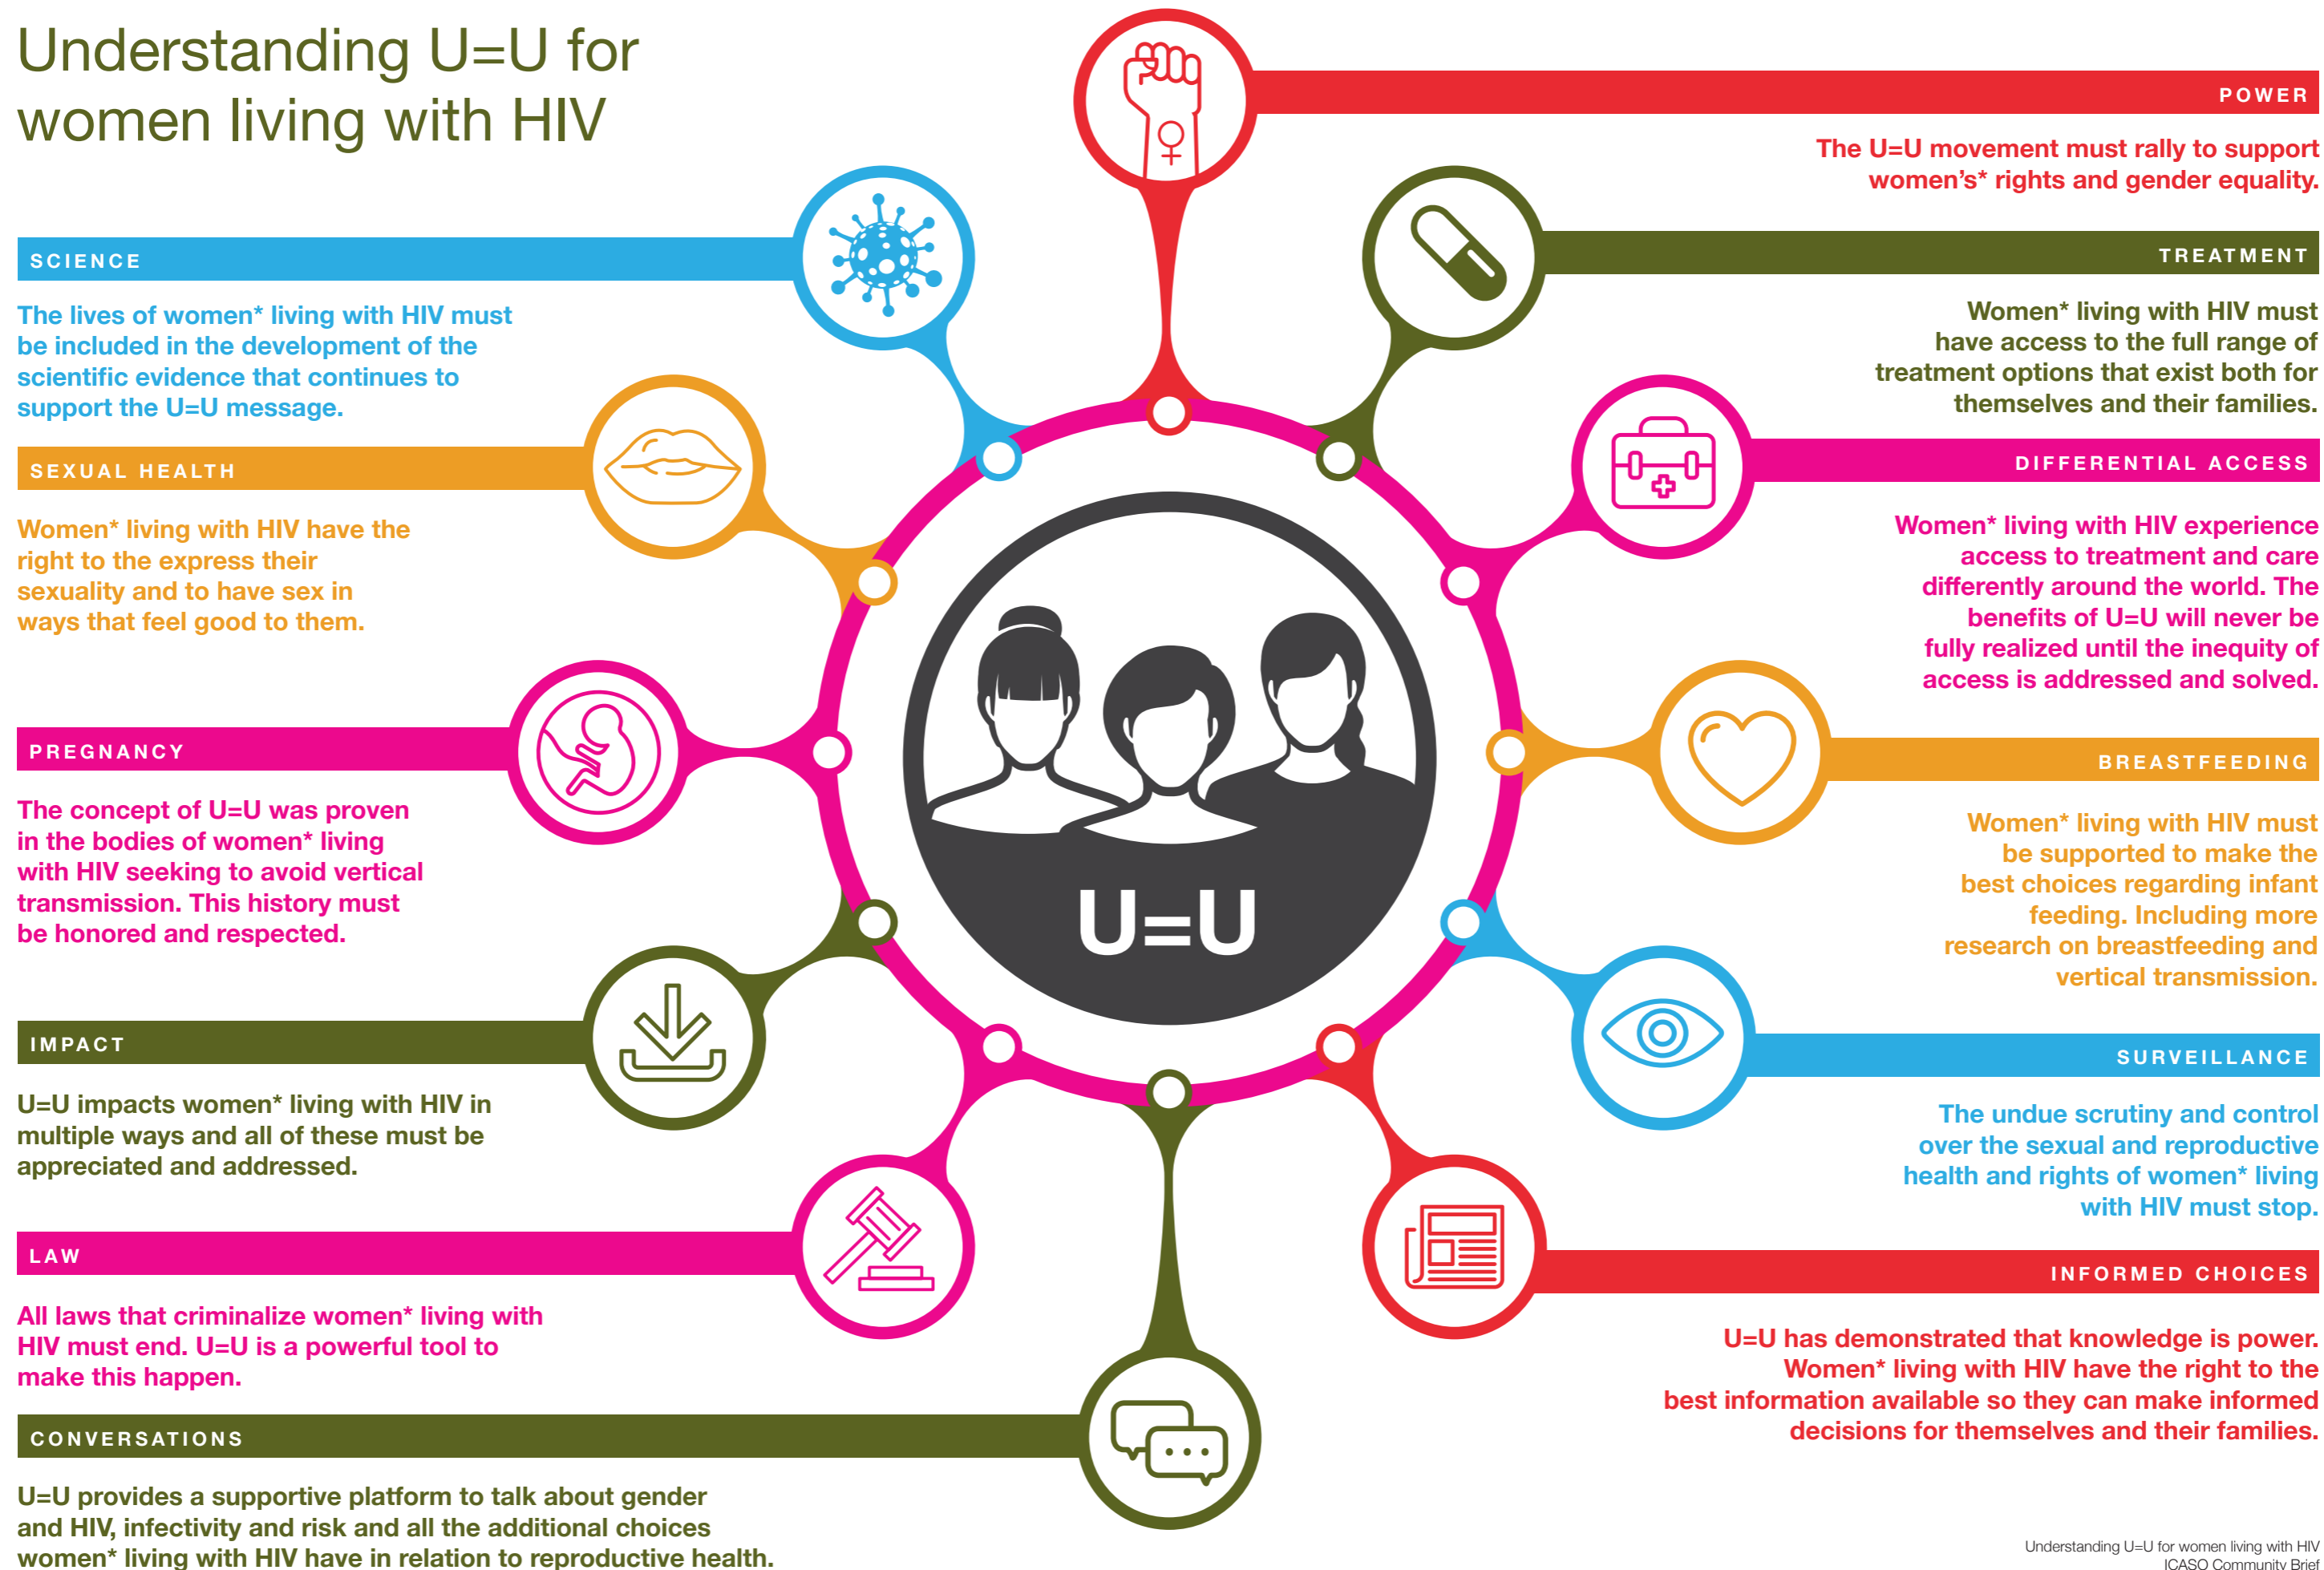 Understanding U=U for
women living with HIV
SCIENCE
The lives of women* living with HIV must
be included in the development of the
scientific evidence that continues to
support the U=U message.
SEXUAL HEALTH
Women* living with HIV have the
right to the express their
sexuality and to have sex in
ways that feel good to them.
PREGNANCY
The concept of U=U was proven
in the bodies of women* living
with HIV seeking to avoid vertical
transmission. This history must
be honored and respected.
IMPACT
U=U impacts women* living with HIV in
multiple ways and all of these must be
appreciated and addressed.
LAW
All laws that criminalize women* living with
HIV must end. U=U is a powerful tool to
make this happen.
CONVERSATIONS
U=U provides a supportive platform to talk about gender
and HIV, infectivity and risk and all the additional choices
women* living with HIV have in relation to reproductive health.
U=U
POWER
The U=U movement must rally to support
women’s* rights and gender equality.
TREATMENT
Women* living with HIV must
have access to the full range of
treatment options that exist both for
themselves and their families.
DIFFERENTIAL ACCESS
Women* living with HIV experience
access to treatment and care
differently around the world. The
benefits of U=U will never be
fully realized until the inequity of
access is addressed and solved.
BREASTFEEDING
Women* living with HIV must
be supported to make the
best choices regarding infant
feeding. Including more
research on breastfeeding and
vertical transmission.
SURVEILLANCE
The undue scrutiny and control
over the sexual and reproductive
health and rights of women* living
with HIV must stop.
INFORMED CHOICES
U=U has demonstrated that knowledge is power.
Women* living with HIV have the right to the
best information available so they can make informed
decisions for themselves and their families.
Understanding U=U for women living with HIV
ICASO Community Brief